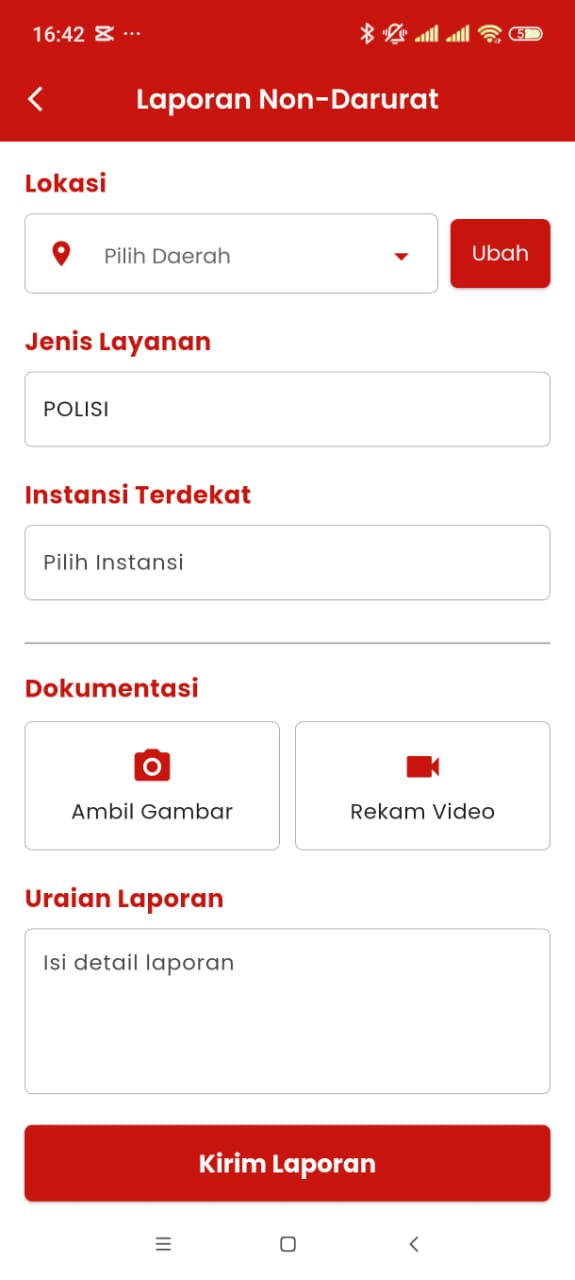 16:42
Laporan Non-Darurat
Lokasi
Pilih Daerah
Ubah
Jenis Layanan
POLISI
Instansi Terdekat
Pilih Instansi
Dokumentasi
Ambil Gambar
Rekam Video
Uraian Laporan
Isi detail laporan
Kirim Laporan